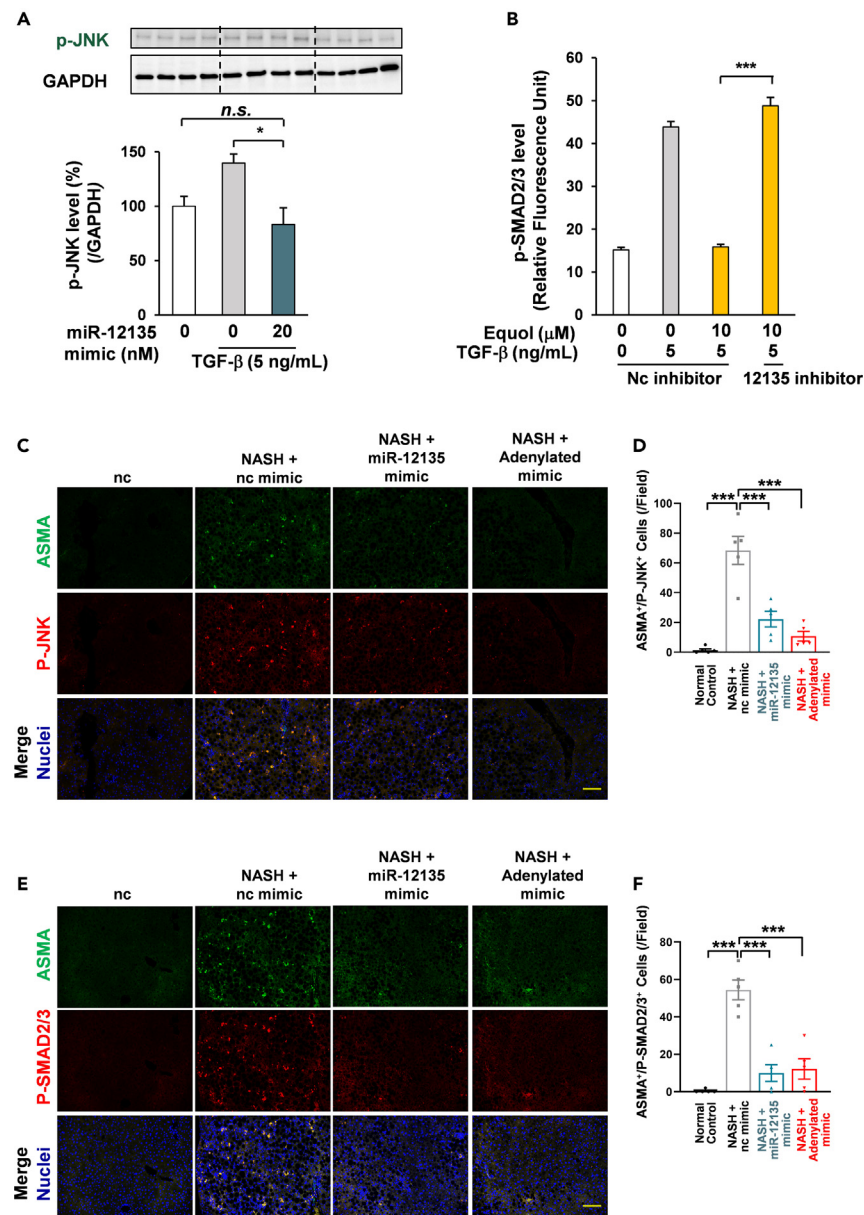 A
p-JNK
GAPDH
n.s.
*
p-JNK level (%)
(/GAPDH)
150
100
50
0
miR-12135
mimic (nM)
0 0 20
TGF-β (5 ng/mL)
B
p-SMAD2/3 level
(Relative Fluorescence Unit)
60
50
40
30
20
10
0
***
Equol (μM) 0 0 10 10
TGF-β (ng/mL) 0 5 5 5
Nc inhibitor 12135 inhibitor
C
nc
NASH +
nc mimic
NASH +
miR-12135
mimic
NASH +
Adenylated
mimic
ASMA
P-JNK
Merge
Nuclei
D
ASMA⁺/P-JNK⁺ Cells (/Field)
100
80
60
40
20
0
***
*** ***
Normal
Control
NASH +
nc mimic
NASH +
miR-12135
mimic
NASH +
Adenylated
mimic
E
nc
NASH +
nc mimic
NASH +
miR-12135
mimic
NASH +
Adenylated
mimic
ASMA
P-SMAD2/3
Merge
Nuclei
F
ASMA⁺/P-SMAD2/3⁺ Cells (/Field)
80
60
40
20
0
***
*** ***
Normal
Control
NASH +
nc mimic
NASH +
miR-12135
mimic
NASH +
Adenylated
mimic